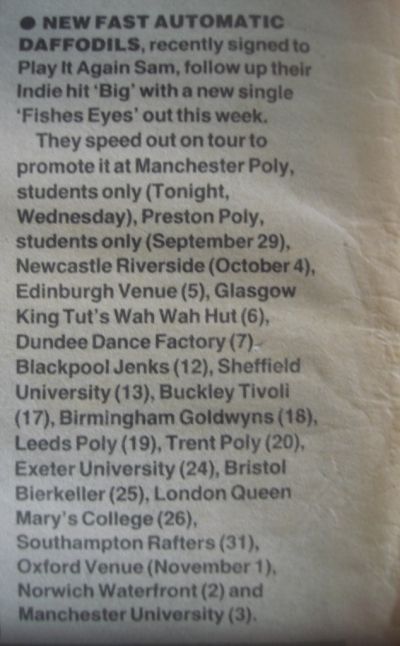 ● NEW FAST AUTOMATIC
DAFFODILS, recently signed to
Play It Again Sam, follow up their
Indie hit ‘Big’ with a new single
‘Fishes Eyes’ out this week.
They speed out on tour to
promote it at Manchester Poly,
students only (Tonight,
Wednesday), Preston Poly,
students only (September 29),
Newcastle Riverside (October 4),
Edinburgh Venue (5), Glasgow
King Tut’s Wah Wah Hut (6),
Dundee Dance Factory (7)
Blackpool Jenks (12), Sheffield
University (13), Buckley Tivoli
(17), Birmingham Goldwyns (18),
Leeds Poly (19), Trent Poly (20),
Exeter University (24), Bristol
Bierkeller (25), London Queen
Mary’s College (26),
Southampton Rafters (31),
Oxford Venue (November 1),
Norwich Waterfront (2) and
Manchester University (3).